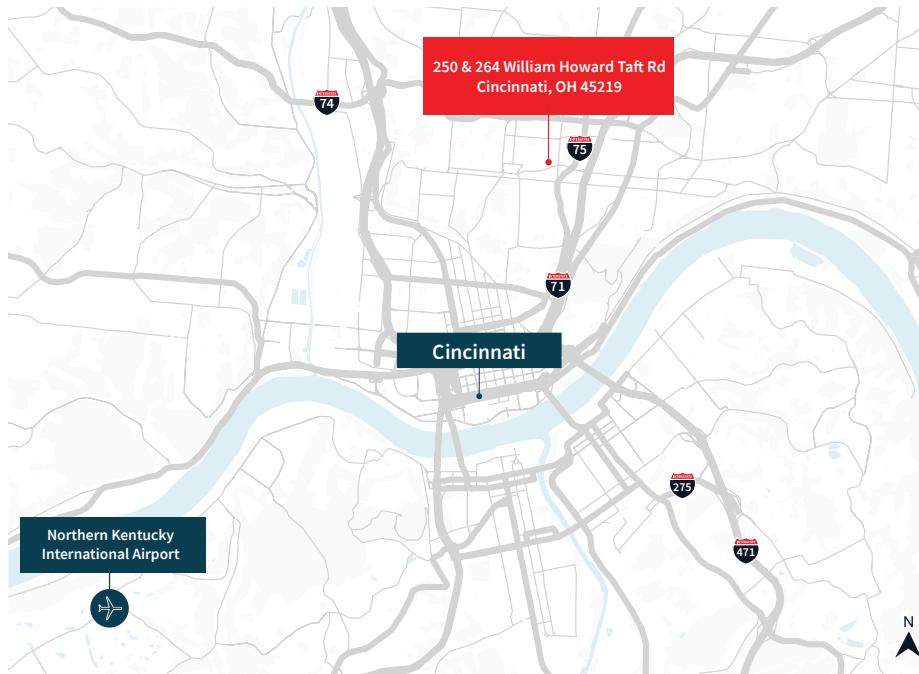 250 & 264 William Howard Taft Rd
Cincinnati, OH 45219
74
75
71
Cincinnati
275
471
Northern Kentucky
International Airport
N